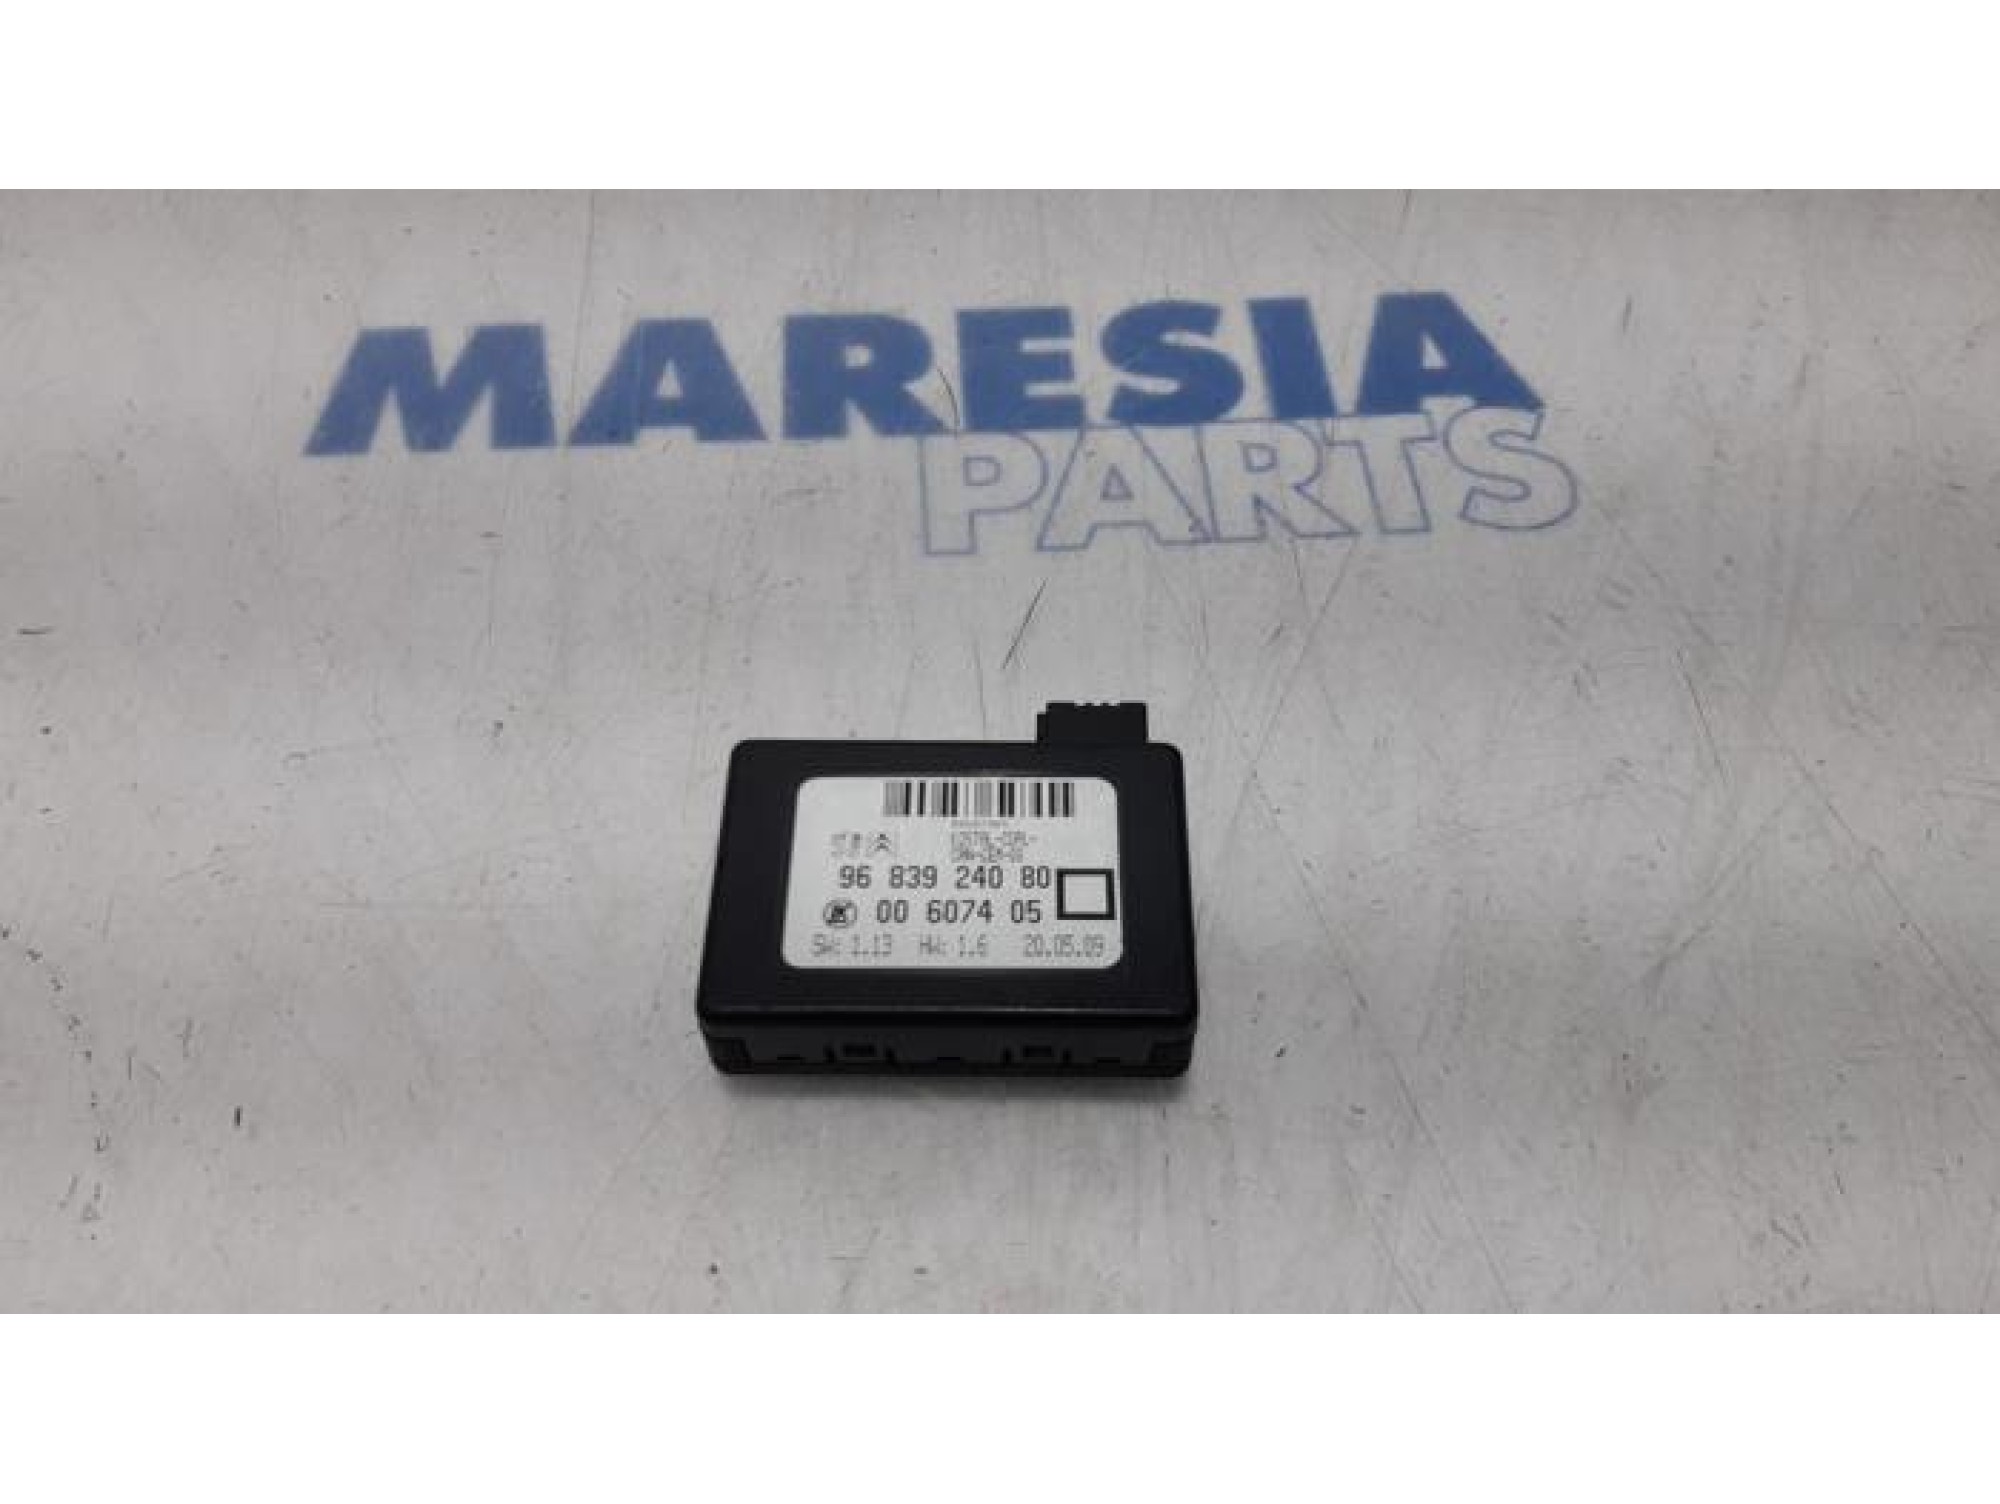 MARESIA
PARTS
96 839 240 80
00 6074 05
SW: 1.13 HW: 1.6 20.05.09